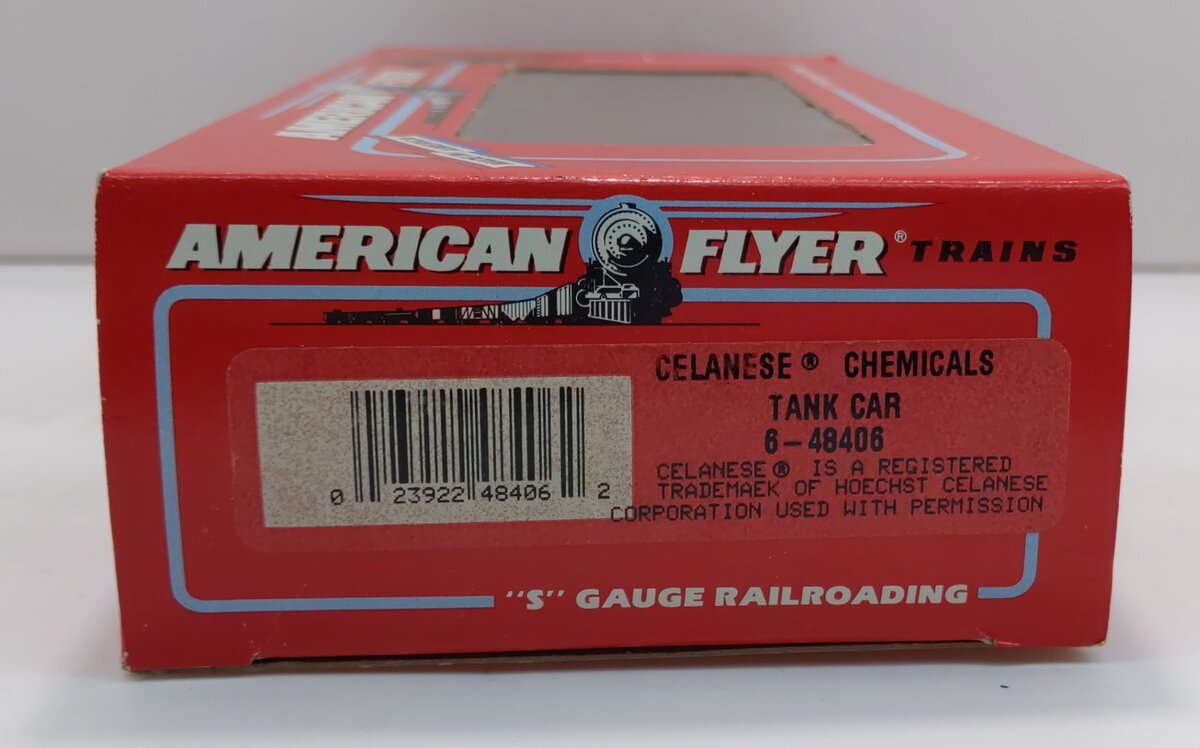 AMERICAN FLYER
AMERICAN FLYER® TRAINS
CELANESE® CHEMICALS
TANK CAR
6-48406
CELANESE® IS A REGISTERED
TRADEMAEK OF HOECHST CELANESE
CORPORATION USED WITH PERMISSION
0 23922 48406 2
"S" GAUGE RAILROADING